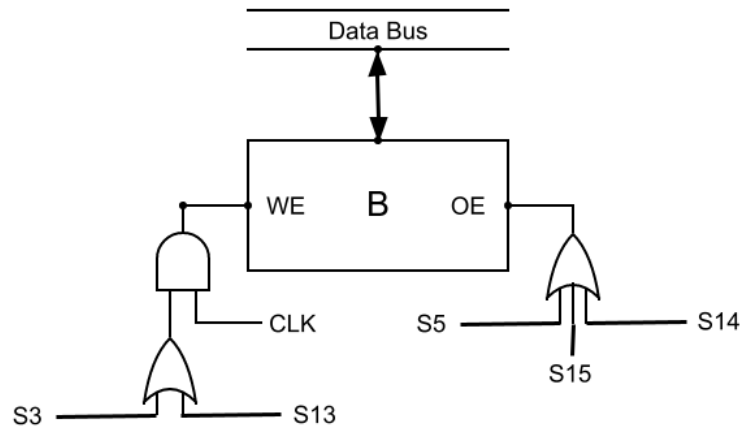 Data Bus
WE B OE
CLK
S5 S14
S15
S3 S13